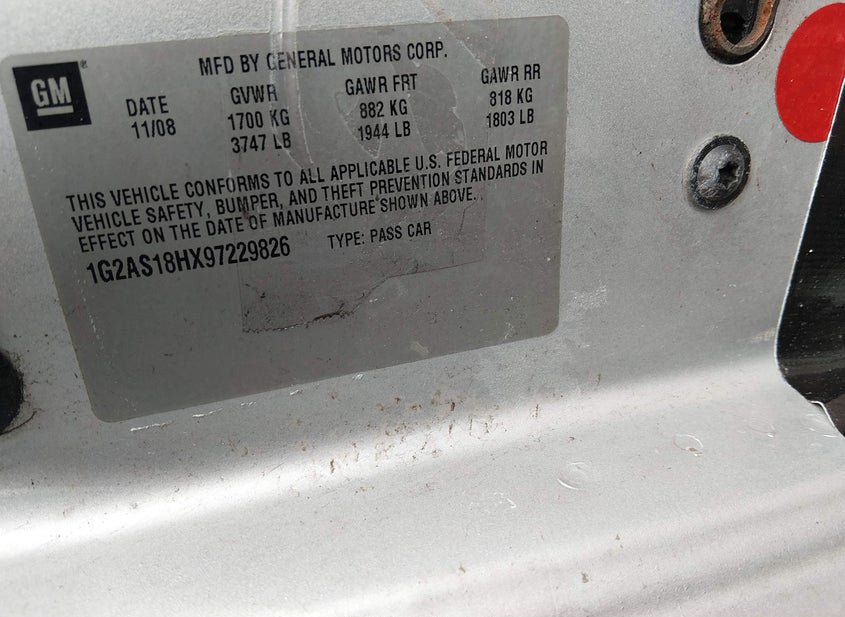 GM
MFD BY GENERAL MOTORS CORP.
DATE GVWR GAWR FRT GAWR RR
11/08 1700 KG 882 KG 818 KG
3747 LB 1944 LB 1803 LB
THIS VEHICLE CONFORMS TO ALL APPLICABLE U.S. FEDERAL MOTOR
VEHICLE SAFETY, BUMPER, AND THEFT PREVENTION STANDARDS IN
EFFECT ON THE DATE OF MANUFACTURE SHOWN ABOVE.
1G2AS18HX97229826 TYPE: PASS CAR